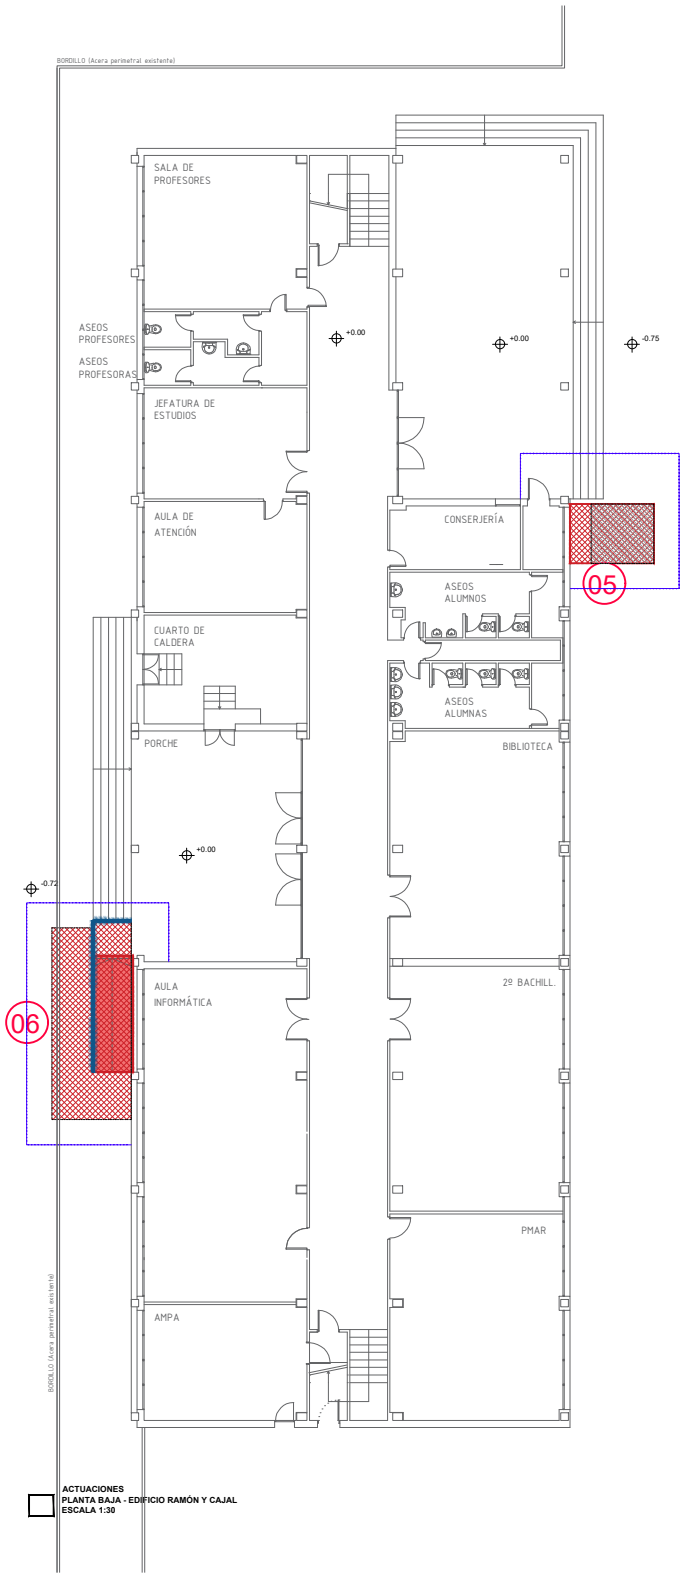 BORDILLO (Acera perimetral existente)
SALA DE
PROFESORES
ASEOS
PROFESORES
ASEOS
PROFESORAS
+0.00
+0.00
-0.75
JEFATURA DE
ESTUDIOS
AULA DE
ATENCIÓN
CONSERJERÍA
05
ASEOS
ALUMNOS
CUARTO DE
CALDERA
ASEOS
ALUMNAS
PORCHE
BIBLIOTECA
+0.00
-0.72
AULA
INFORMÁTICA
2º BACHILL.
06
PMAR
AMPA
BORDILLO (Acera perimetral existente)
ACTUACIONES
PLANTA BAJA - EDIFICIO RAMÓN Y CAJAL
ESCALA 1:30